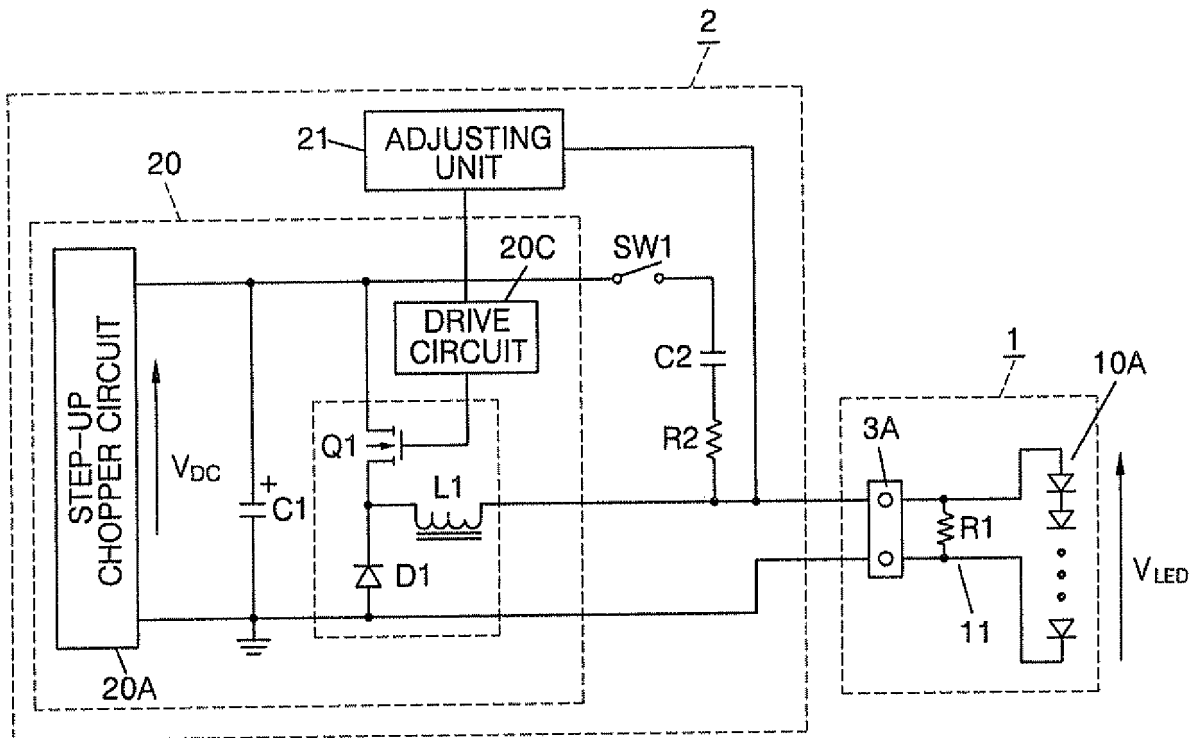 2
21
ADJUSTING
UNIT
20
20C
SW1
DRIVE
CIRCUIT
C2
1
10A
STEP-UP
CHOPPER CIRCUIT
VDC
+
C1
Q1
R2
3A
L1
R1
D1
VLED
11
20A